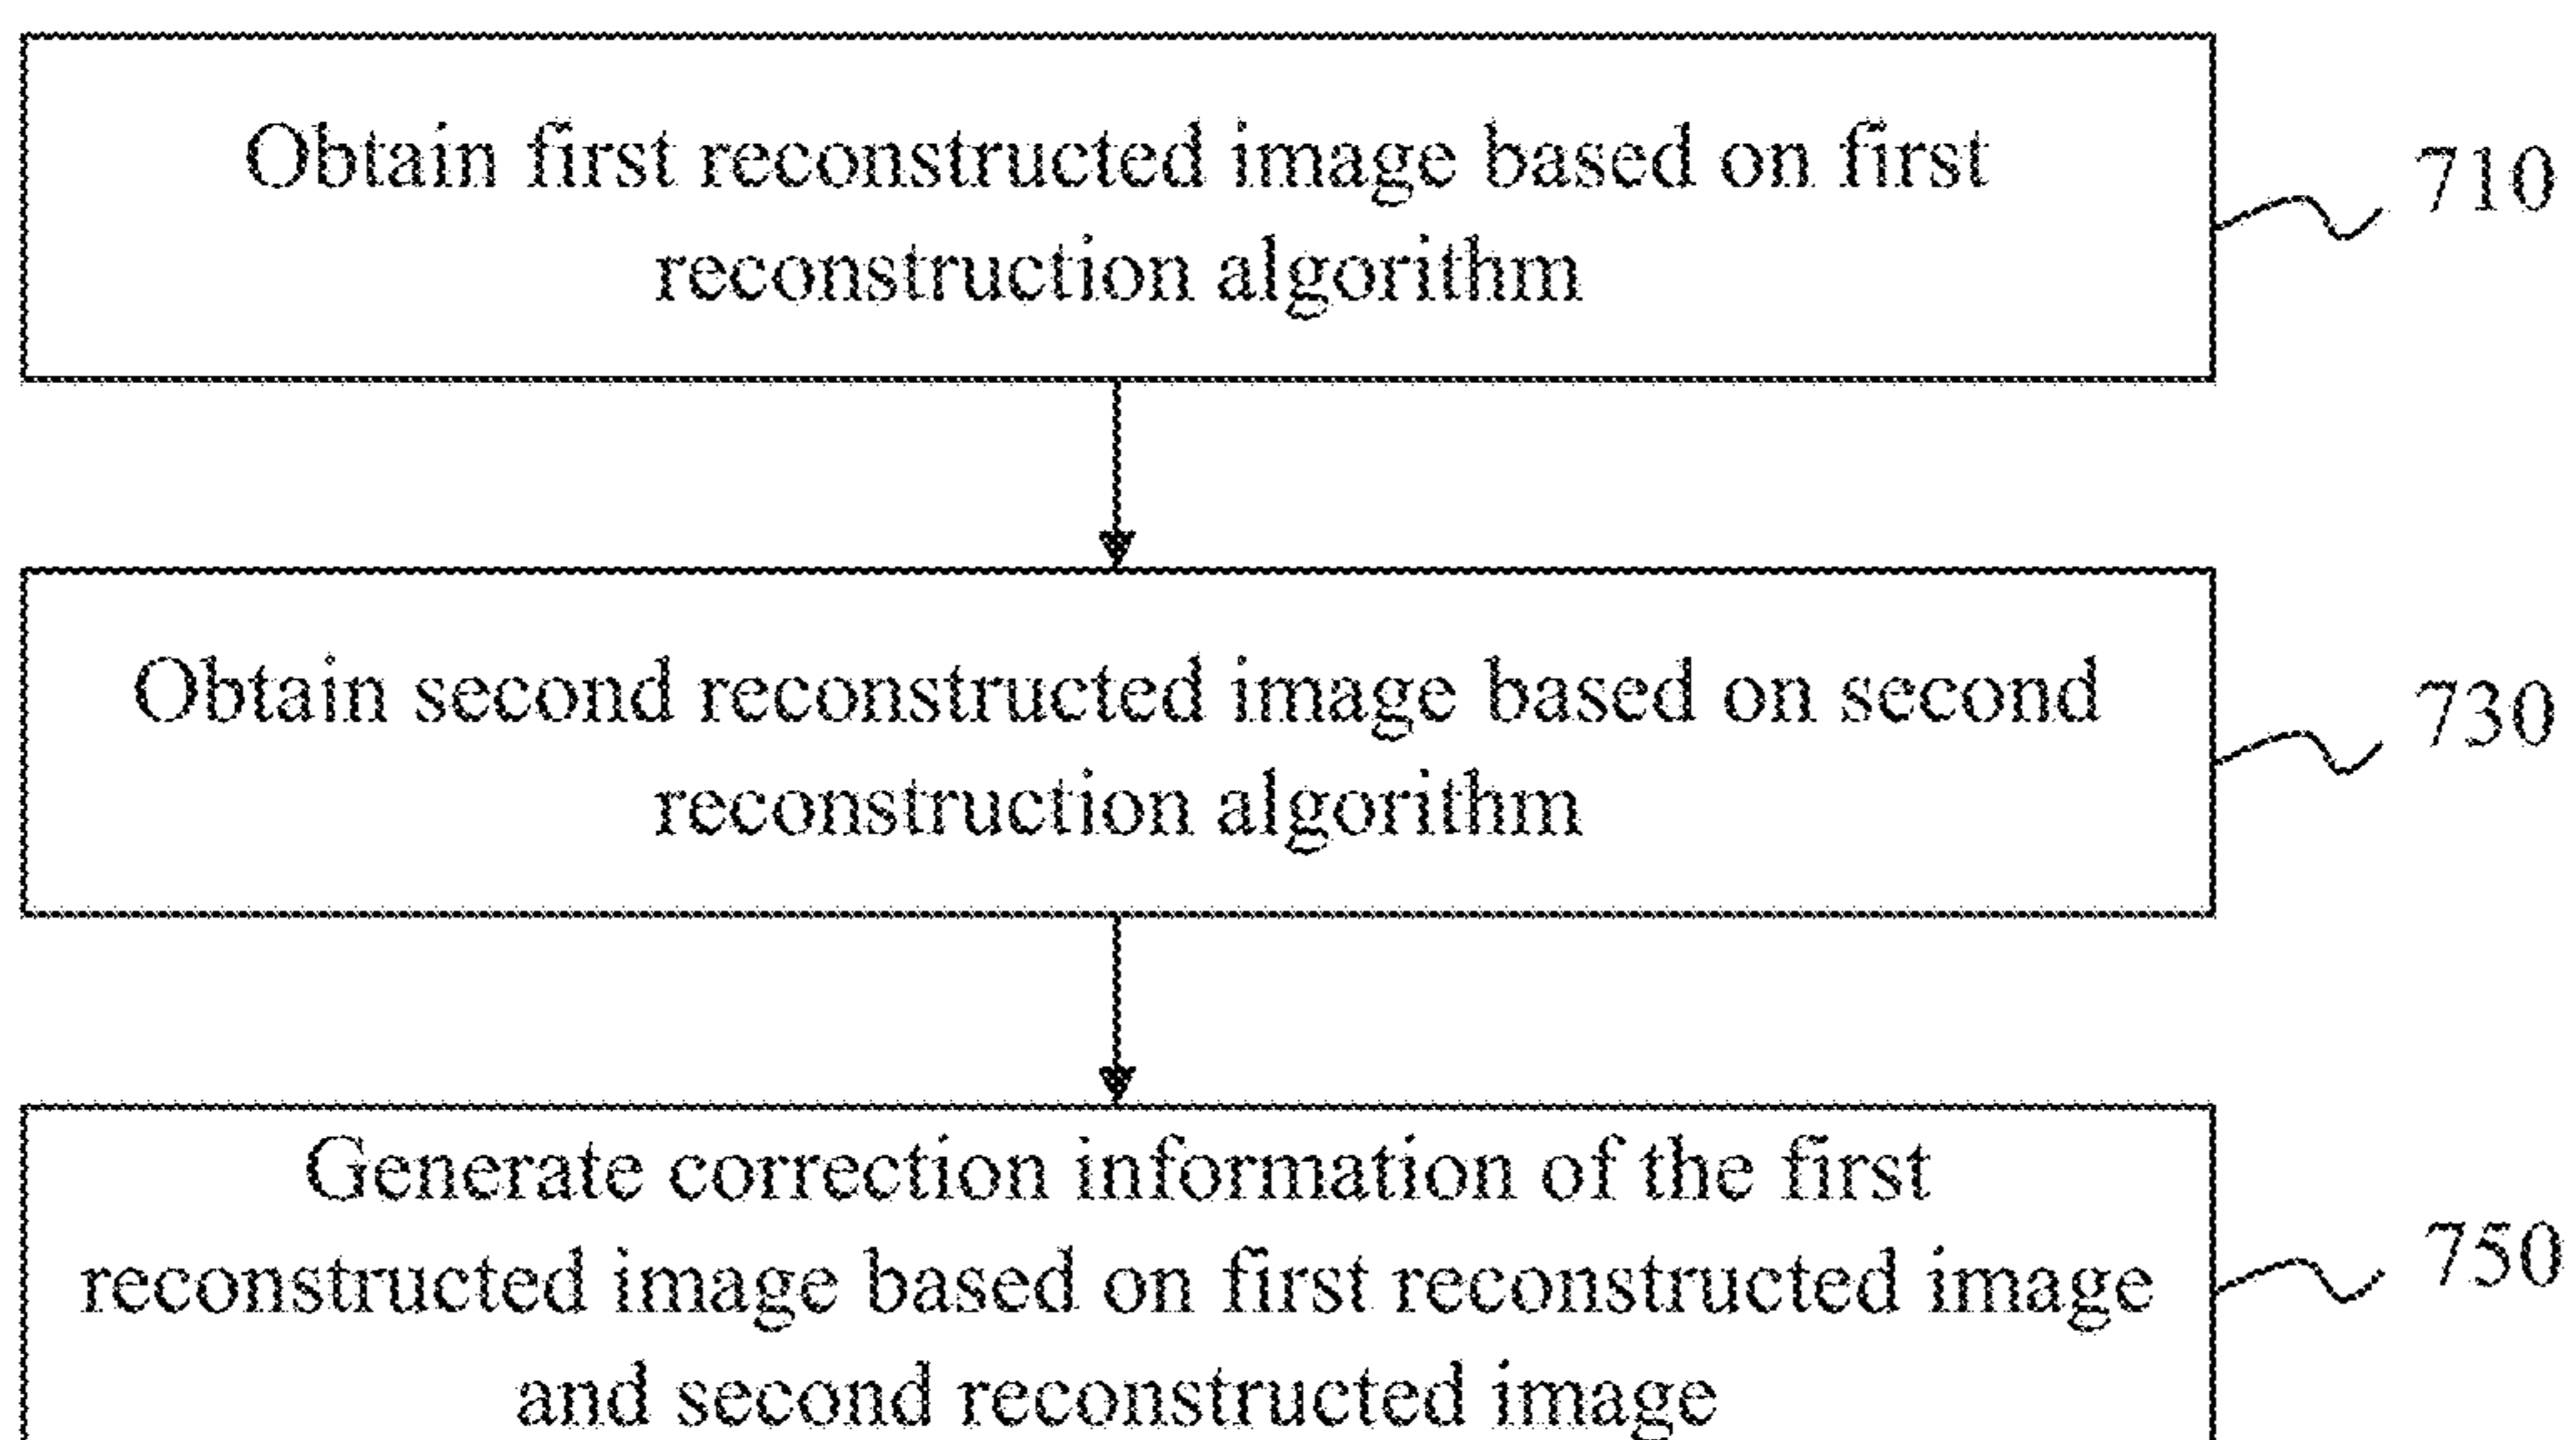 Obtain first reconstructed image based on first
reconstruction algorithm
710
Obtain second reconstructed image based on second
reconstruction algorithm
730
Generate correction information of the first
reconstructed image based on first reconstructed image
and second reconstructed image
750